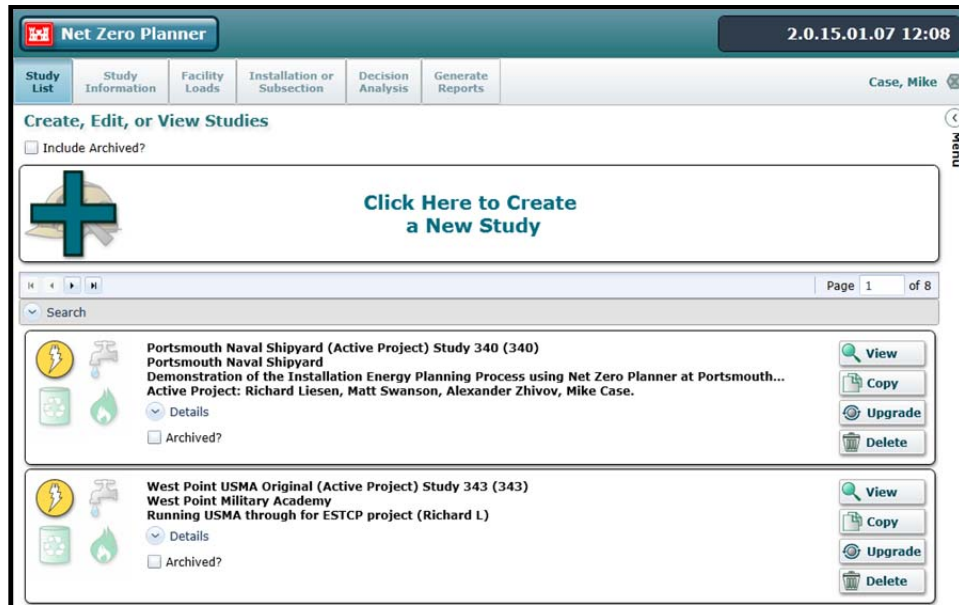 Net Zero Planner
2.0.15.01.07 12:08
Study List
Study Information
Facility Loads
Installation or Subsection
Decision Analysis
Generate Reports
Case, Mike
Menu
Create, Edit, or View Studies
Include Archived?
Click Here to Create
a New Study
Page 1 of 8
Search
Portsmouth Naval Shipyard (Active Project) Study 340 (340)
Portsmouth Naval Shipyard
Demonstration of the Installation Energy Planning Process using Net Zero Planner at Portsmouth...
Active Project: Richard Liesen, Matt Swanson, Alexander Zhivov, Mike Case.
Details
Archived?
View
Copy
Upgrade
Delete
West Point USMA Original (Active Project) Study 343 (343)
West Point Military Academy
Running USMA through for ESTCP project (Richard L)
Details
Archived?
View
Copy
Upgrade
Delete